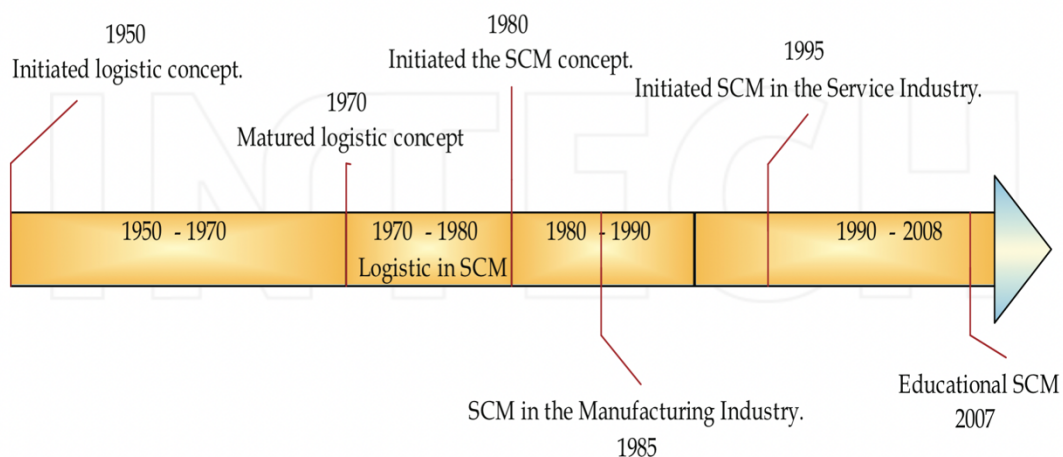 1950
Initiated logistic concept.
1970
Matured logistic concept
1980
Initiated the SCM concept.
1995
Initiated SCM in the Service Industry.
1950 - 1970
1970 - 1980
Logistic in SCM
1980 - 1990
1990 - 2008
SCM in the Manufacturing Industry.
1985
Educational SCM
2007
INTECH